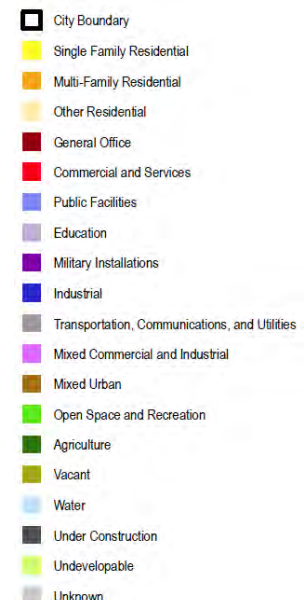 City Boundary
Single Family Residential
Multi-Family Residential
Other Residential
General Office
Commercial and Services
Public Facilities
Education
Military Installations
Industrial
Transportation, Communications, and Utilities
Mixed Commercial and Industrial
Mixed Urban
Open Space and Recreation
Agriculture
Vacant
Water
Under Construction
Undevelopable
Unknown